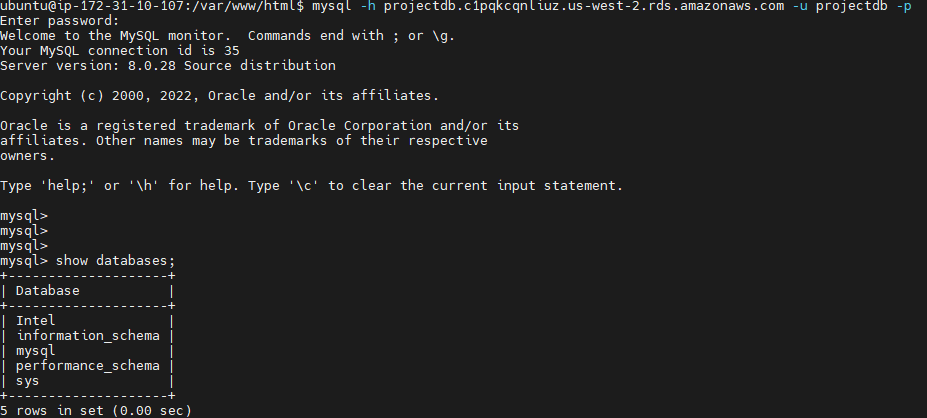 ubuntu@ip-172-31-10-107:/var/www/html$ mysql -h projectdb.c1pqkcqnliuz.us-west-2.rds.amazonaws.com -u projectdb -p
Enter password:
Welcome to the MySQL monitor.  Commands end with ; or \g.
Your MySQL connection id is 35
Server version: 8.0.28 Source distribution

Copyright (c) 2000, 2022, Oracle and/or its affiliates.

Oracle is a registered trademark of Oracle Corporation and/or its
affiliates. Other names may be trademarks of their respective
owners.

Type 'help;' or '\h' for help. Type '\c' to clear the current input statement.

mysql>
mysql>
mysql>
mysql> show databases;
+--------------------+
| Database           |
+--------------------+
| Intel              |
| information_schema |
| mysql              |
| performance_schema |
| sys                |
+--------------------+
5 rows in set (0.00 sec)